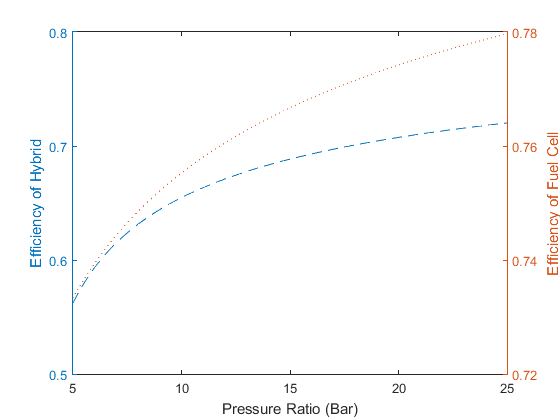 0.8
0.7
0.6
0.5
Efficiency of Hybrid
0.78
0.76
0.74
0.72
Efficiency of Fuel Cell
5 10 15 20 25
Pressure Ratio (Bar)